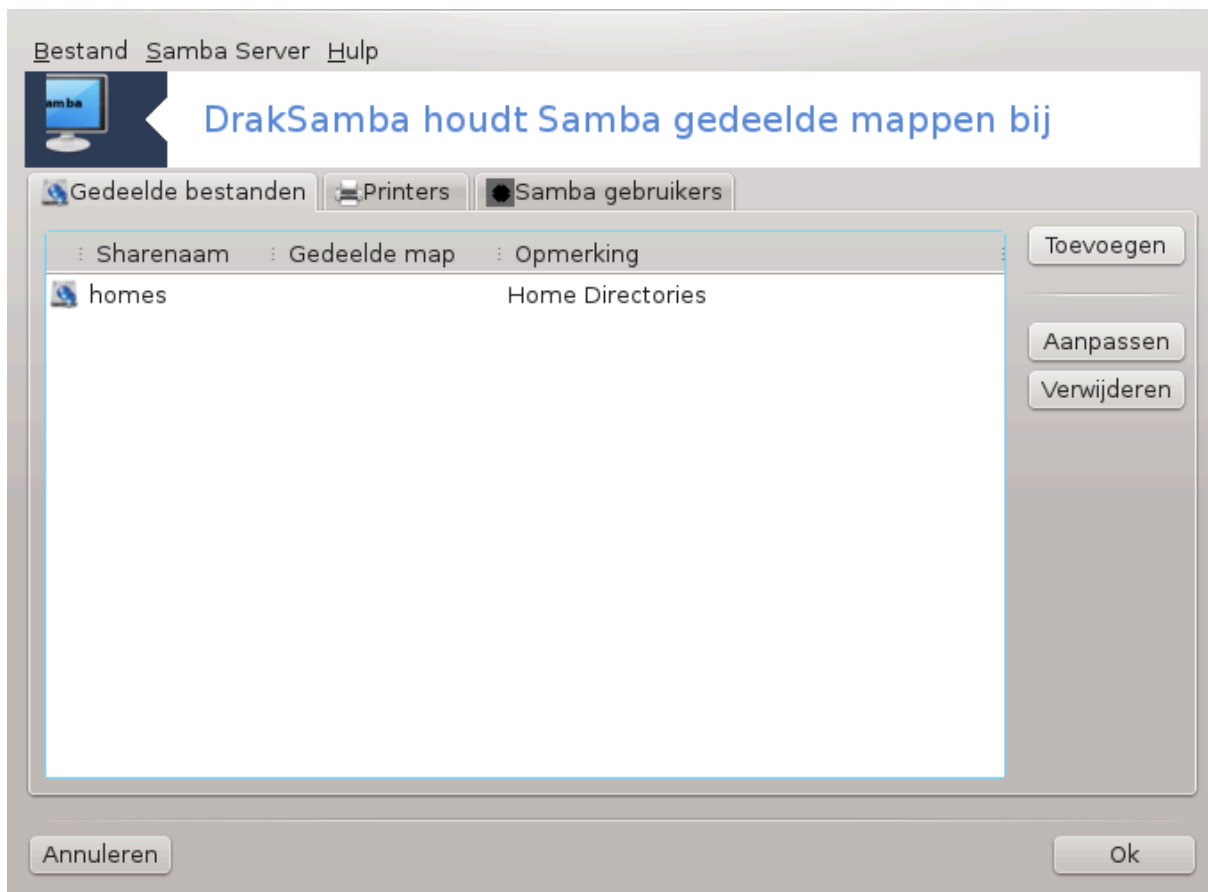 Bestand Samba Server Hulp
amba
DrakSamba houdt Samba gedeelde mappen bij
Gedeelde bestanden Printers Samba gebruikers
Sharenaam Gedeelde map Opmerking
Toevoegen
homes Home Directories
Aanpassen
Verwijderen
Annuleren Ok